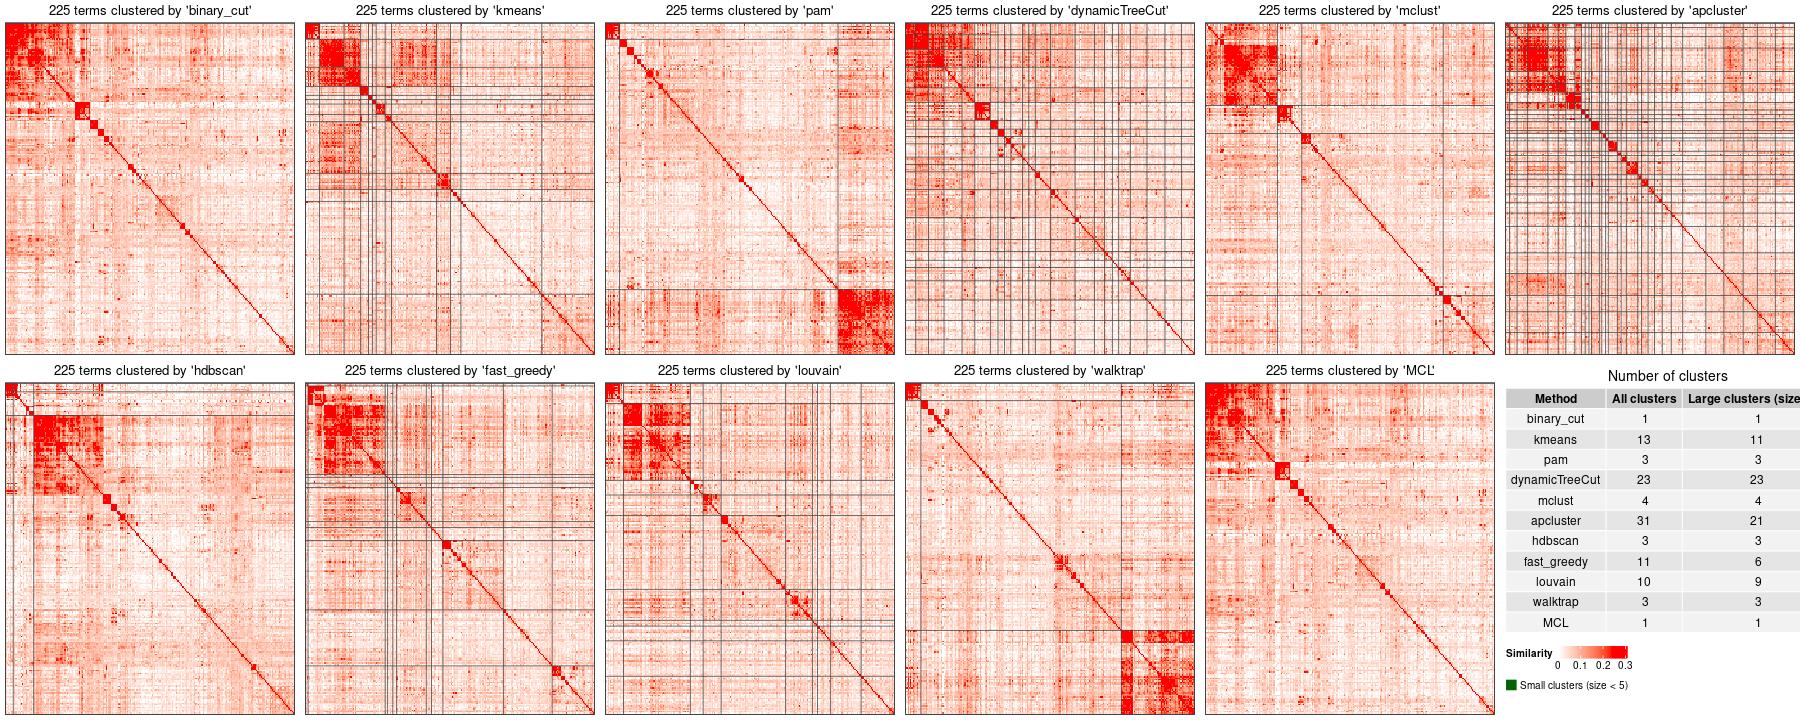 225 terms clustered by 'binary_cut'
225 terms clustered by 'kmeans'
225 terms clustered by 'pam'
225 terms clustered by 'dynamicTreeCut'
225 terms clustered by 'mclust'
225 terms clustered by 'apcluster'
225 terms clustered by 'hdbscan'
225 terms clustered by 'fast_greedy'
225 terms clustered by 'louvain'
225 terms clustered by 'walktrap'
225 terms clustered by 'MCL'
Number of clusters
Method All clusters Large clusters (size
binary_cut 1 1
kmeans 13 11
pam 3 3
dynamicTreeCut 23 23
mclust 4 4
apcluster 31 21
hdbscan 3 3
fast_greedy 11 6
louvain 10 9
walktrap 3 3
MCL 1 1
Similarity
0 0.1 0.2 0.3
Small clusters (size < 5)